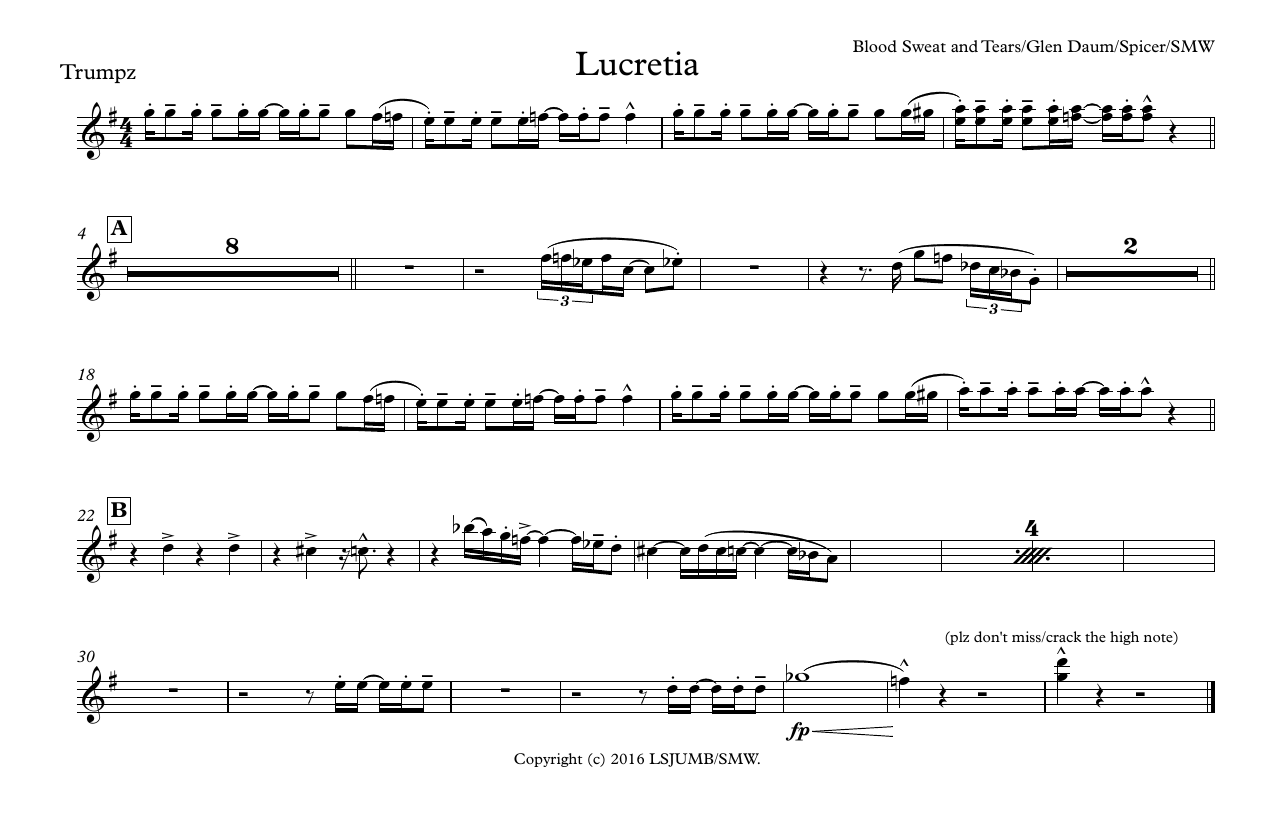 Blood Sweat and Tears/Glen Daum/Spicer/SMW
Lucretia
Trumpz
4
4
4
A
8
3
3
2
18
22
B
4
(plz don't miss/crack the high note)
30
fp
Copyright (c) 2016 LSJUMB/SMW.